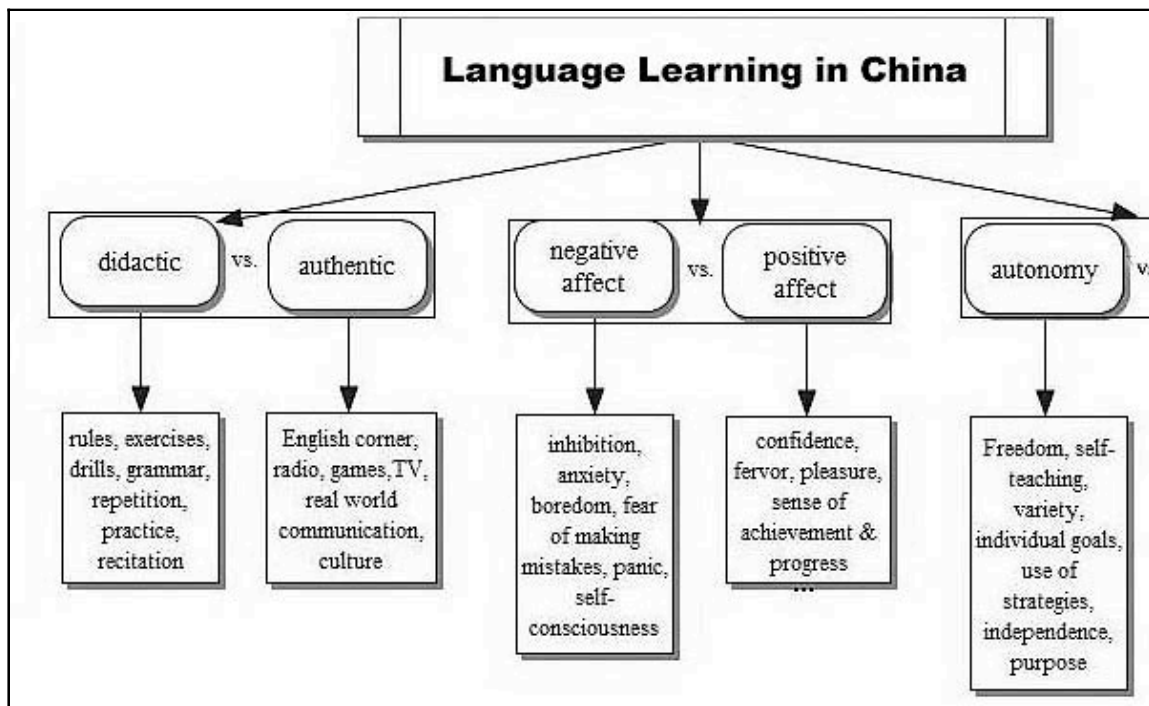 Language Learning in China
didactic
vs.
authentic
negative
affect
vs.
positive
affect
autonomy
rules, exercises,
drills, grammar,
repetition,
practice,
recitation
English corner,
radio, games,TV,
real world
communication,
culture
inhibition,
anxiety,
boredom, fear
of making
mistakes, panic,
self-
consciousness
confidence,
fervor, pleasure,
sense of
achievement &
progress
...
Freedom, self-
teaching,
variety,
individual goals,
use of
strategies,
independence,
purpose